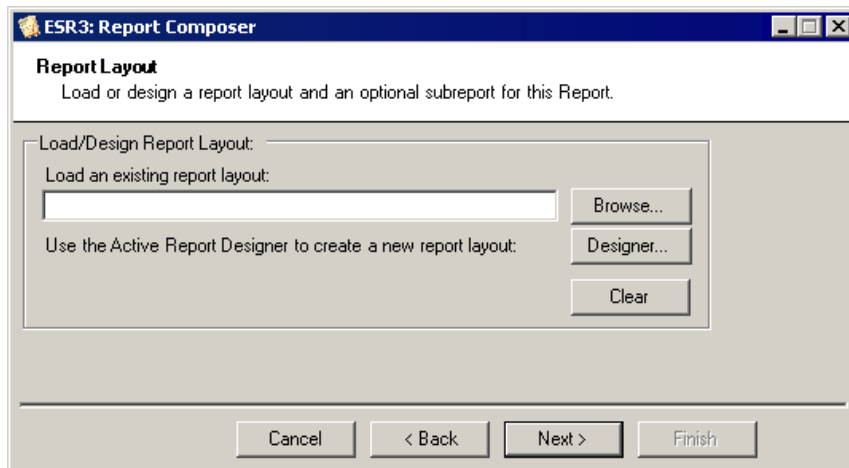 ESR3: Report Composer
Report Layout
Load or design a report layout and an optional subreport for this Report.
Load/Design Report Layout:
Load an existing report layout:
Browse...
Use the Active Report Designer to create a new report layout:
Designer...
Clear
Cancel
< Back
Next >
Finish